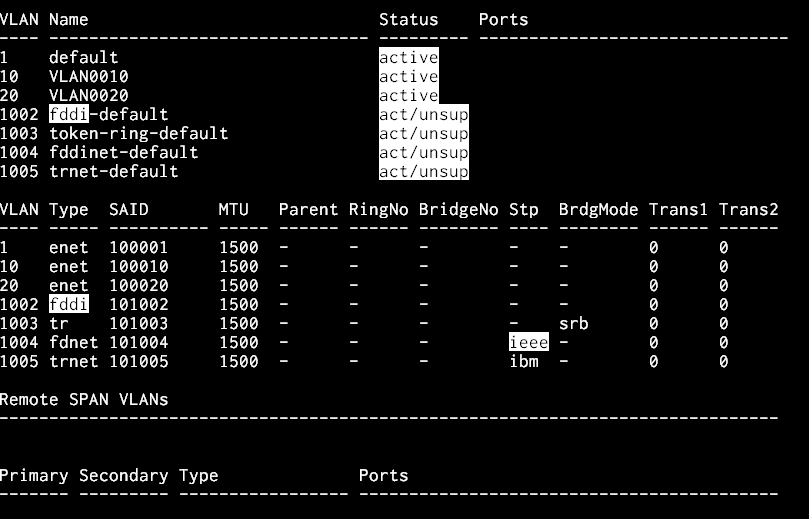 VLAN Name                             Status    Ports
---- -------------------------------- --------- -------------------------------
1    default                          active
10   VLAN0010                         active
20   VLAN0020                         active
1002 fddi-default                     act/unsup
1003 token-ring-default               act/unsup
1004 fddinet-default                  act/unsup
1005 trnet-default                    act/unsup
VLAN Type  SAID       MTU   Parent RingNo BridgeNo Stp  BrdgMode Trans1 Trans2
---- ----- ---------- ----- ------ ------ -------- ---- -------- ------ ------
1    enet  100001     1500  -      -      -        -    -        0      0
10   enet  100010     1500  -      -      -        -    -        0      0
20   enet  100020     1500  -      -      -        -    -        0      0
1002 fddi  101002     1500  -      -      -        -    -        0      0
1003 tr    101003     1500  -      -      -        -    srb      0      0
1004 fdnet 101004     1500  -      -      -        ieee -        0      0
1005 trnet 101005     1500  -      -      -        ibm  -        0      0
Remote SPAN VLANs
------------------------------------------------------------------------------
Primary Secondary Type              Ports
------- --------- ----------------- ------------------------------------------